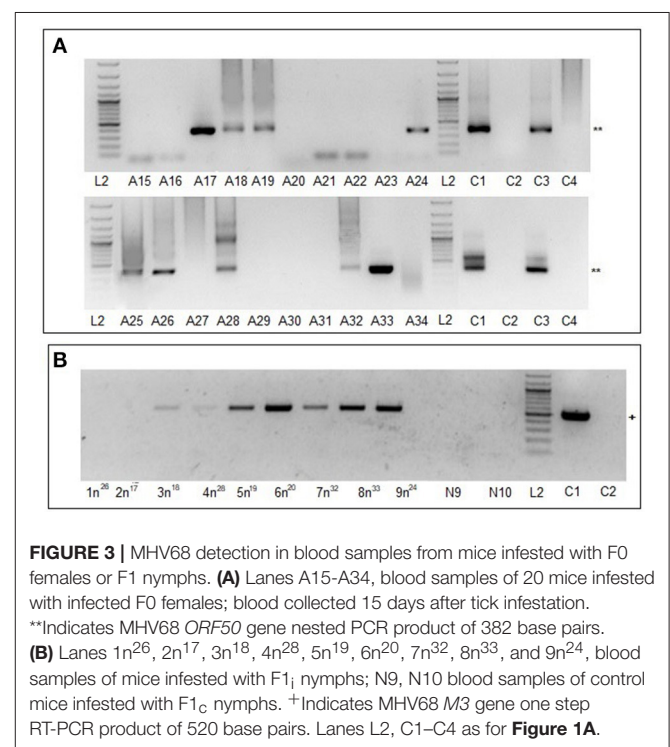 A
**
L2 A15 A16 A17 A18 A19 A20 A21 A22 A23 A24 L2 C1 C2 C3 C4
**
L2 A25 A26 A27 A28 A29 A30 A31 A32 A33 A34 L2 C1 C2 C3 C4
B
+
1n²⁶ 2n¹⁷ 3n¹⁸ 4n²⁸ 5n¹⁹ 6n²⁰ 7n³² 8n³³ 9n²⁴ N9 N10 L2 C1 C2
FIGURE 3 | MHV68 detection in blood samples from mice infested with F0
females or F1 nymphs. (A) Lanes A15-A34, blood samples of 20 mice infested
with infected F0 females; blood collected 15 days after tick infestation.
**Indicates MHV68 ORF50 gene nested PCR product of 382 base pairs.
(B) Lanes 1n²⁶, 2n¹⁷, 3n¹⁸, 4n²⁸, 5n¹⁹, 6n²⁰, 7n³², 8n³³, and 9n²⁴, blood
samples of mice infested with F1ᵢ nymphs; N9, N10 blood samples of control
mice infested with F1c nymphs. ⁺Indicates MHV68 M3 gene one step
RT-PCR product of 520 base pairs. Lanes L2, C1–C4 as for Figure 1A.